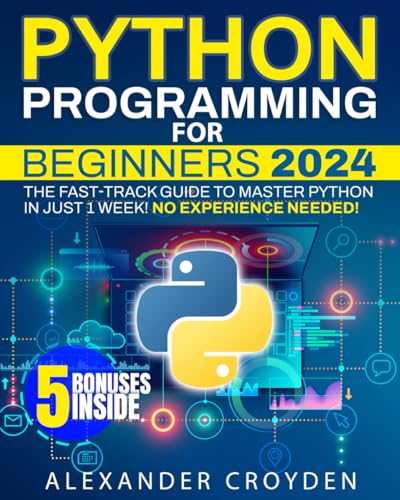 PYTHON
PROGRAMMING
FOR
BEGINNERS 2024
THE FAST-TRACK GUIDE TO MASTER PYTHON
IN JUST 1 WEEK! NO EXPERIENCE NEEDED!
5 BONUSES
INSIDE
ALEXANDER CROYDEN